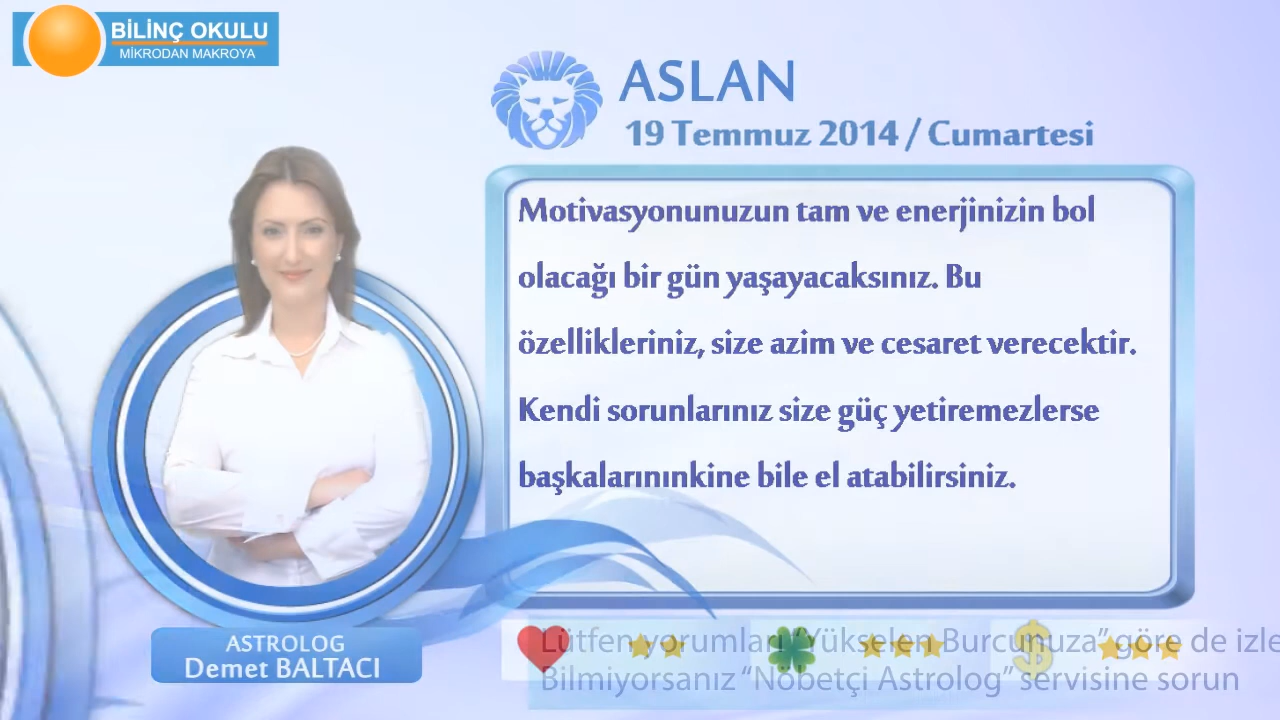 BİLİNÇ OKULU
MİKRODAN MAKROYA
ASLAN
19 Temmuz 2014 / Cumartesi
Motivasyonunuzun tam ve enerjinizin bol
olacağı bir gün yaşayacaksınız. Bu
özellikleriniz, size azim ve cesaret verecektir.
Kendi sorunlarınız size güç yetiremezlerse
başkalarınınkine bile el atabilirsiniz.
ASTROLOG
Demet BALTACI
Lütfen yorumları "Yükselen Burcunuza" göre de izle
Bilmiyorsanız "Nöbetçi Astrolog" servisine sorun